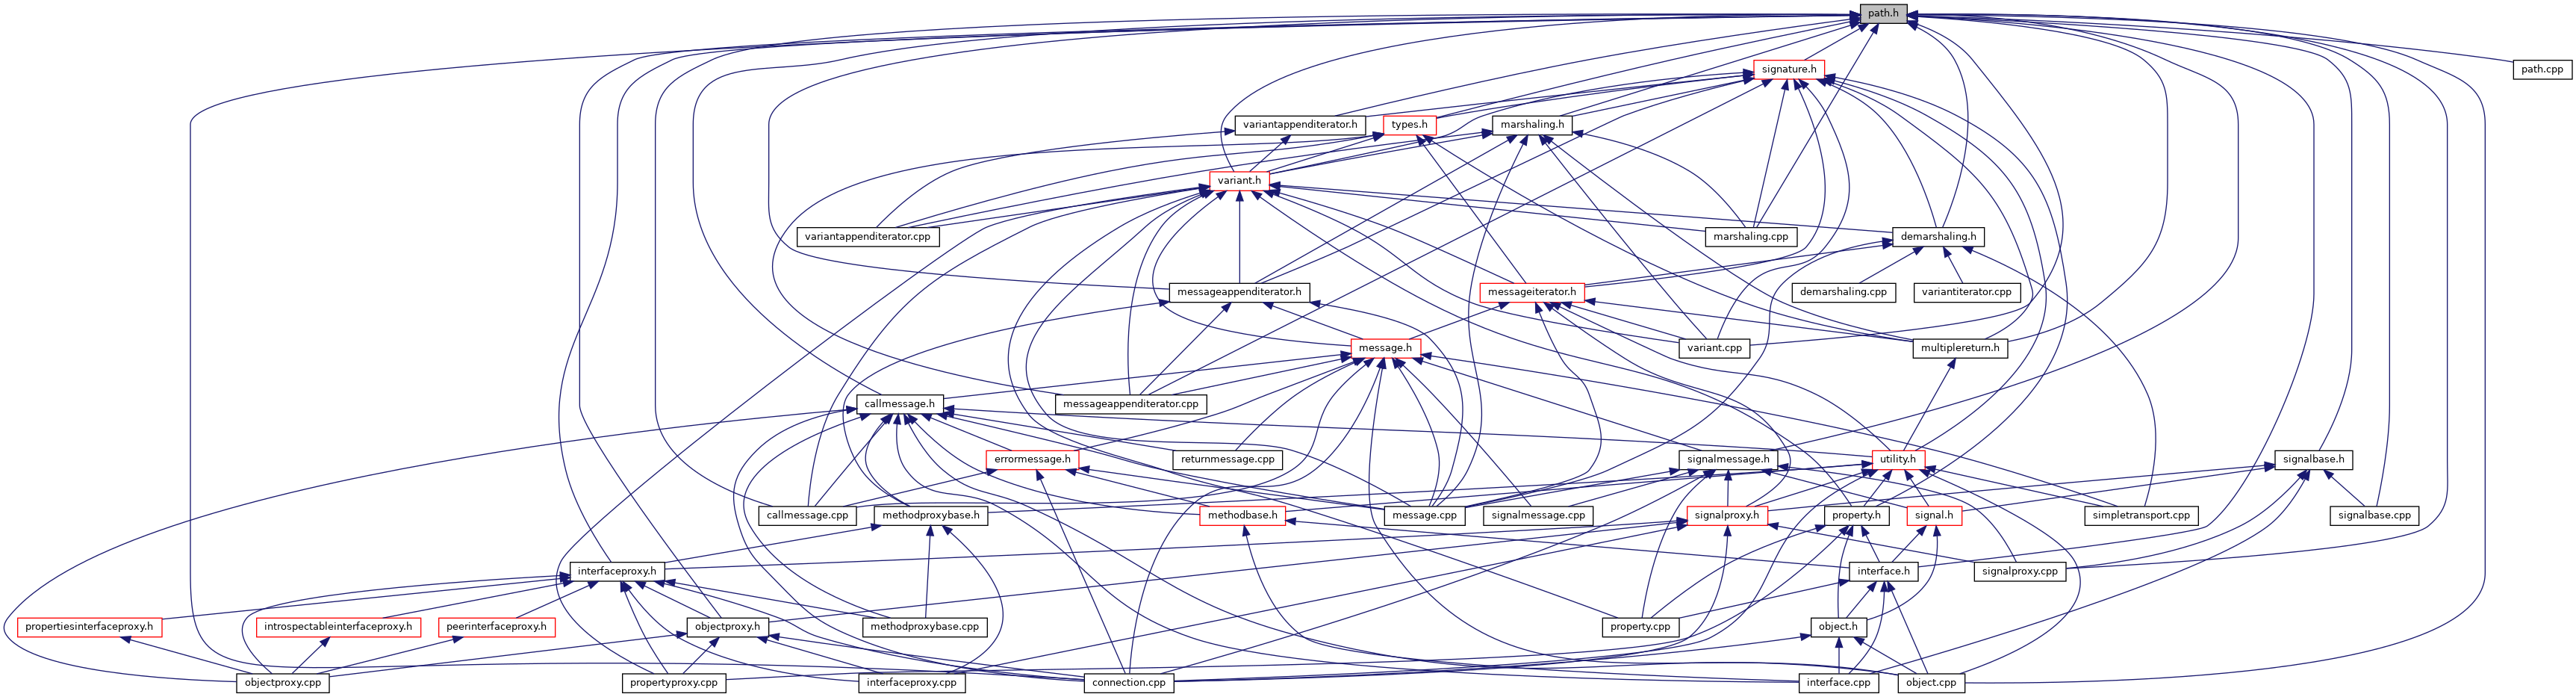 path.h
signature.h
path.cpp
variantappenditerator.h
types.h
marshaling.h
variant.h
variantappenditerator.cpp
marshaling.cpp
demarshaling.h
messageappenditerator.h
messageiterator.h
demarshaling.cpp
variantiterator.cpp
message.h
variant.cpp
multiplereturn.h
callmessage.h
messageappenditerator.cpp
errormessage.h
returnmessage.cpp
signalmessage.h
utility.h
signalbase.h
callmessage.cpp
methodproxybase.h
methodbase.h
message.cpp
signalmessage.cpp
signalproxy.h
property.h
signal.h
simpletransport.cpp
signalbase.cpp
interfaceproxy.h
interface.h
signalproxy.cpp
propertiesinterfaceproxy.h
introspectableinterfaceproxy.h
peerinterfaceproxy.h
objectproxy.h
methodproxybase.cpp
property.cpp
object.h
objectproxy.cpp
propertyproxy.cpp
interfaceproxy.cpp
connection.cpp
interface.cpp
object.cpp